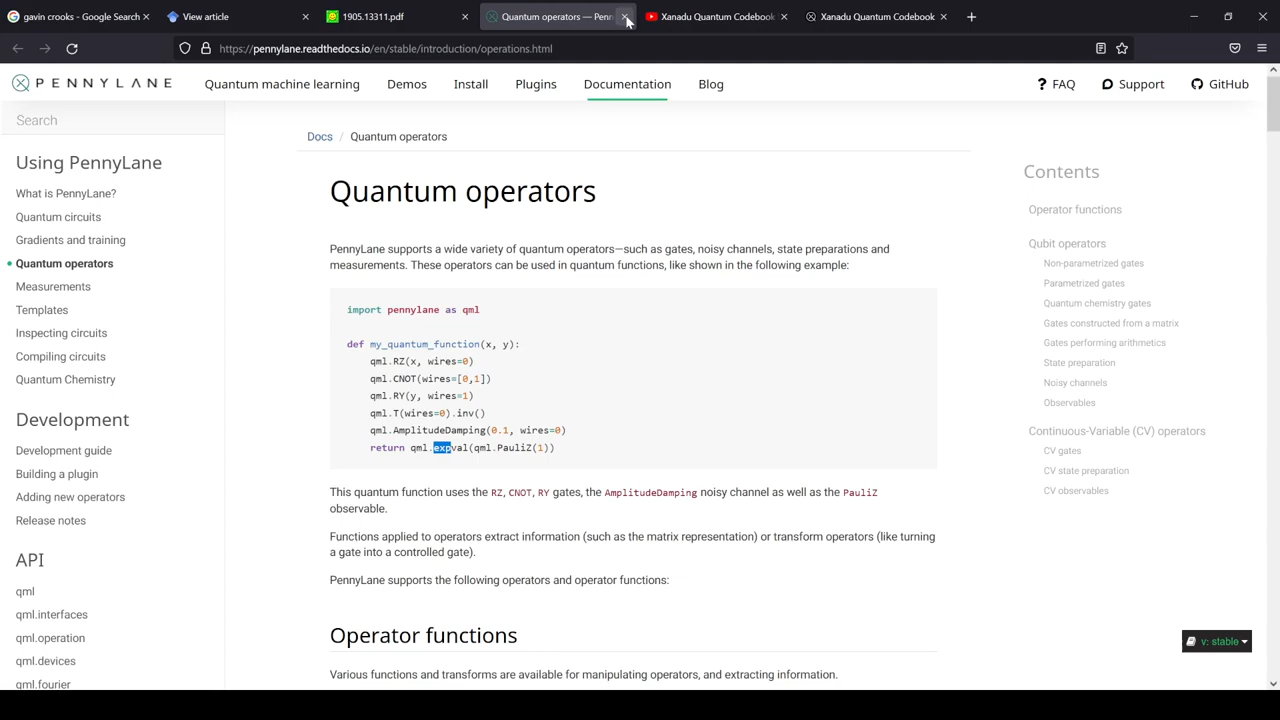 gavin crooks - Google Search
View article
1905.13311.pdf
Quantum operators — Penn
Xanadu Quantum Codebook
Xanadu Quantum Codebook
https://pennylane.readthedocs.io/en/stable/introduction/operations.html
PENNYLANE
Quantum machine learning
Demos
Install
Plugins
Documentation
Blog
FAQ
Support
GitHub
Search
Using PennyLane
What is PennyLane?
Quantum circuits
Gradients and training
Quantum operators
Measurements
Templates
Inspecting circuits
Compiling circuits
Quantum Chemistry
Development
Development guide
Building a plugin
Adding new operators
Release notes
API
qml
qml.interfaces
qml.operation
qml.devices
qml.fourier
Docs / Quantum operators
Quantum operators
PennyLane supports a wide variety of quantum operators—such as gates, noisy channels, state preparations and
measurements. These operators can be used in quantum functions, like shown in the following example:
import pennylane as qml
def my_quantum_function(x, y):
qml.RZ(x, wires=0)
qml.CNOT(wires=[0,1])
qml.RY(y, wires=1)
qml.T(wires=0).inv()
qml.AmplitudeDamping(0.1, wires=0)
return qml.expval(qml.PauliZ(1))
This quantum function uses the RZ, CNOT, RY gates, the AmplitudeDamping noisy channel as well as the PauliZ
observable.
Functions applied to operators extract information (such as the matrix representation) or transform operators (like turning
a gate into a controlled gate).
PennyLane supports the following operators and operator functions:
Operator functions
Various functions and transforms are available for manipulating operators, and extracting information.
Contents
Operator functions
Qubit operators
Non-parametrized gates
Parametrized gates
Quantum chemistry gates
Gates constructed from a matrix
Gates performing arithmetics
State preparation
Noisy channels
Observables
Continuous-Variable (CV) operators
CV gates
CV state preparation
CV observables
v: stable